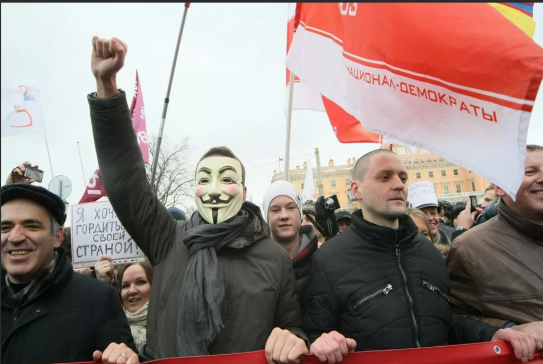 НАЦИОНАЛ-ДЕМОКРАТЫ
Я ХОЧУ
ГОРДИТЬСЯ
СВОЕЙ
СТРАНОЙ